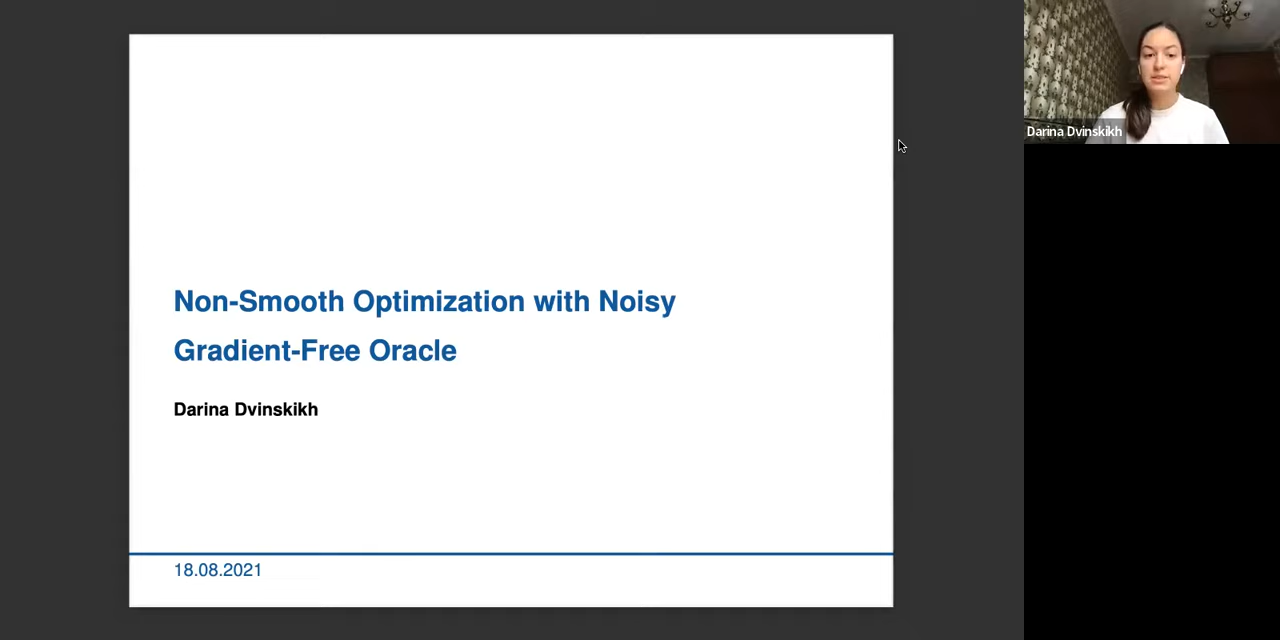 Non-Smooth Optimization with Noisy
Gradient-Free Oracle
Darina Dvinskikh
18.08.2021
Darina Dvinskikh